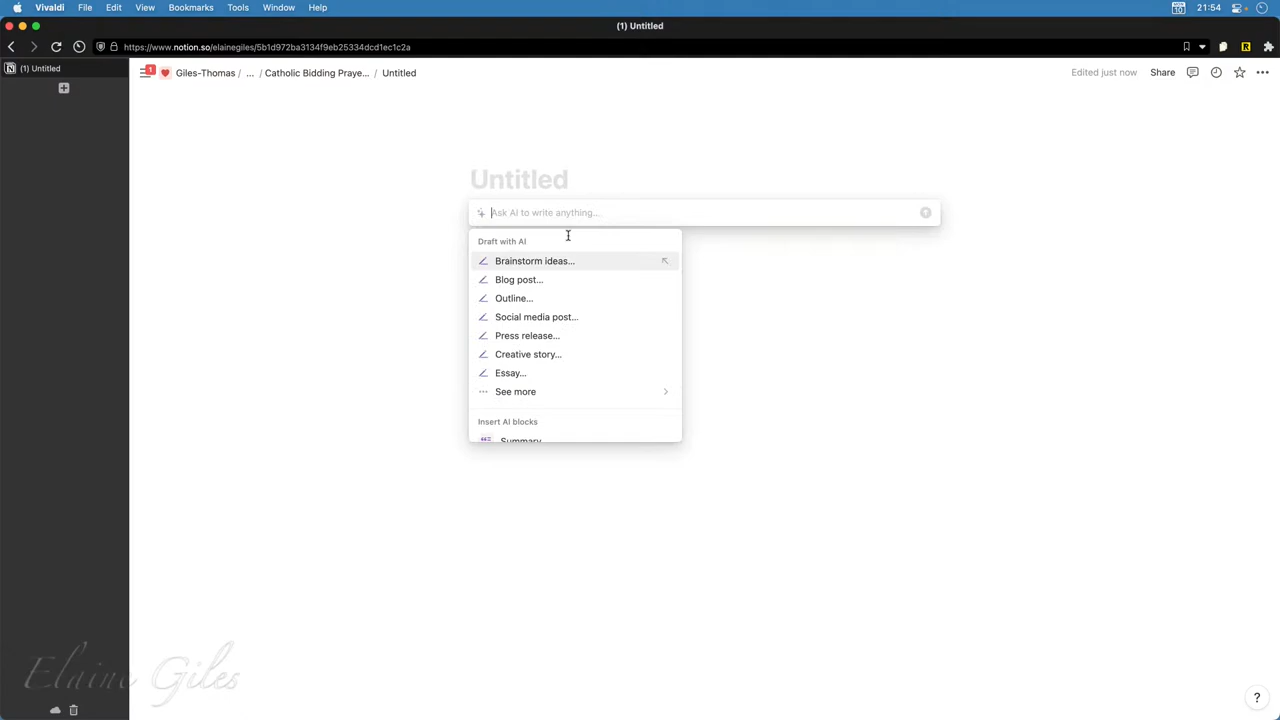 Vivaldi File Edit View Bookmarks Tools Window Help 21:54
(1) Untitled
https://www.notion.so/elainegiles/5b1d972ba3134f9eb25334dcd1ec1c2a
(1) Untitled
1 Giles-Thomas / ... / Catholic Bidding Praye... / Untitled Edited just now Share
Untitled
Ask AI to write anything...
Draft with AI
Brainstorm ideas...
Blog post...
Outline...
Social media post...
Press release...
Creative story...
Essay...
See more
Insert AI blocks
Summary
Elaine Giles
?